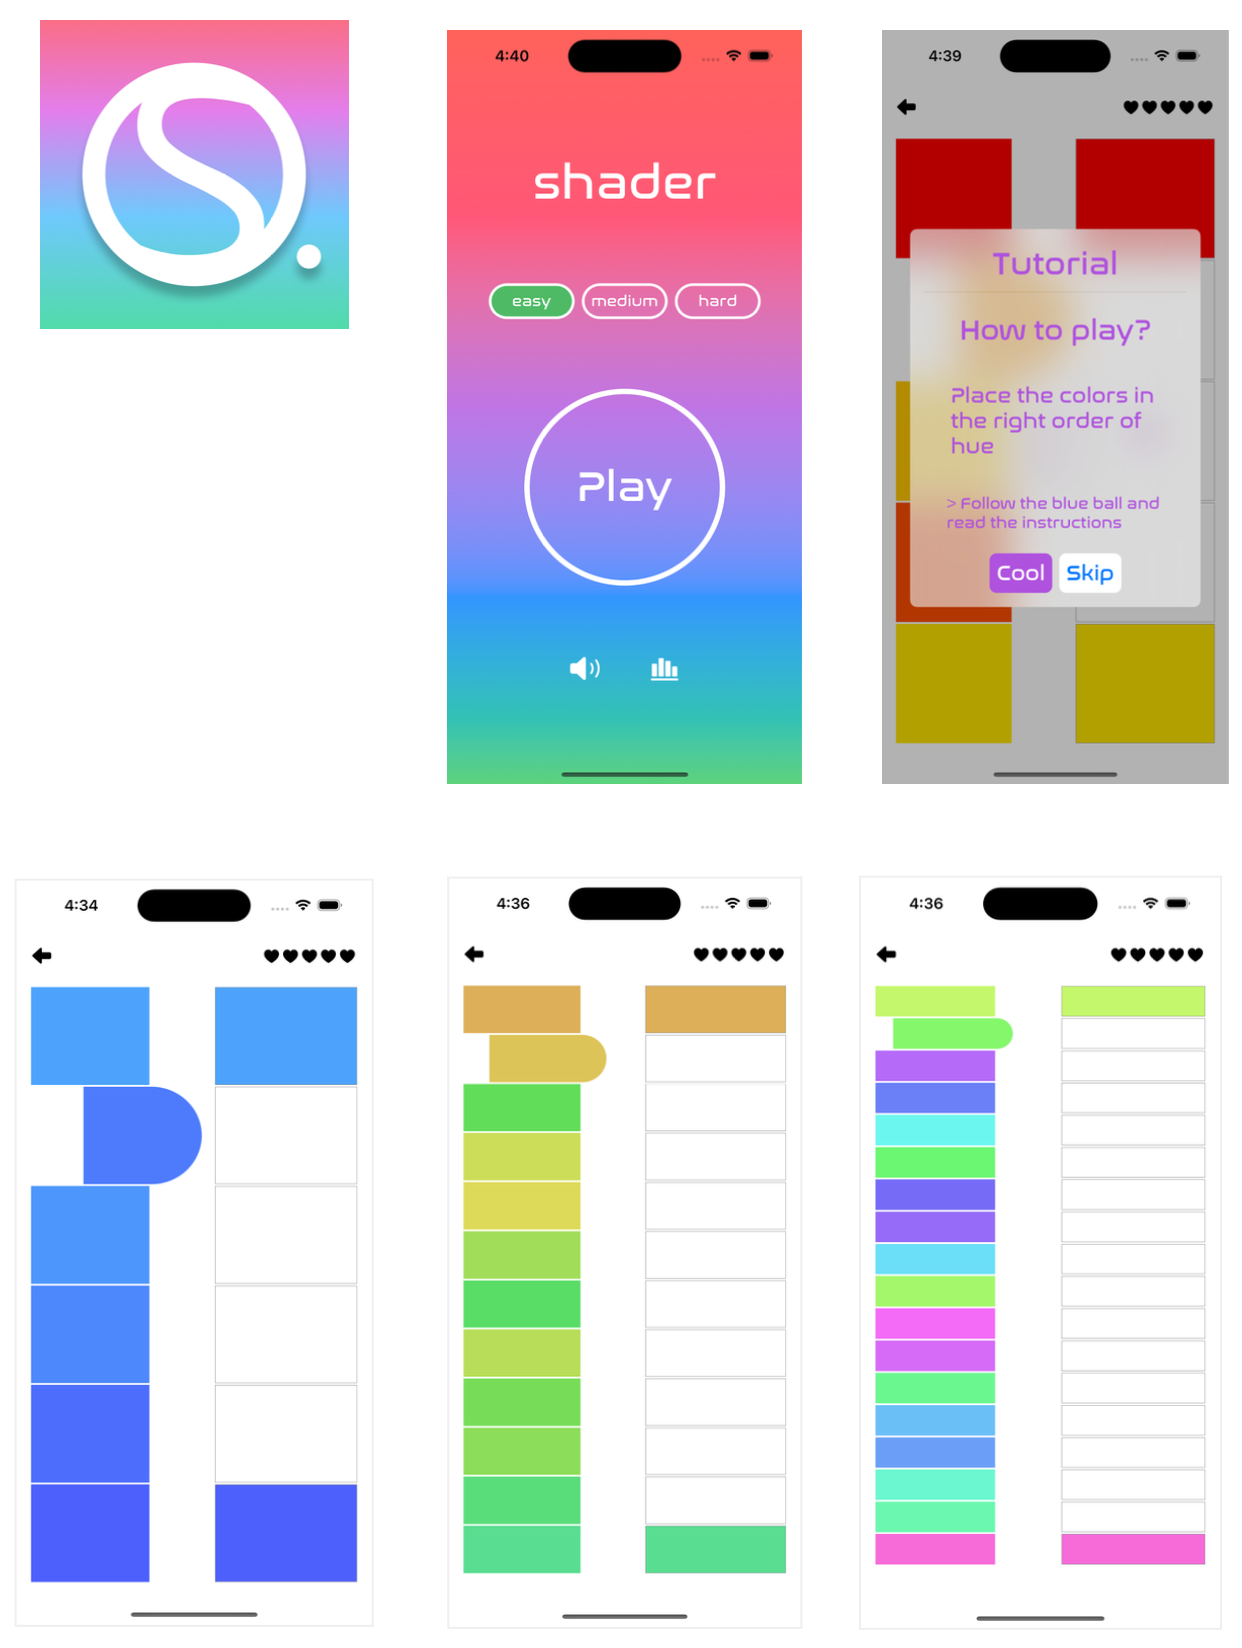 S.
4:40
shader
easy medium hard
Play
4:39
Tutorial
How to play?
Place the colors in
the right order of
hue
> Follow the blue ball and
read the instructions
Cool Skip
4:34
4:36
4:36